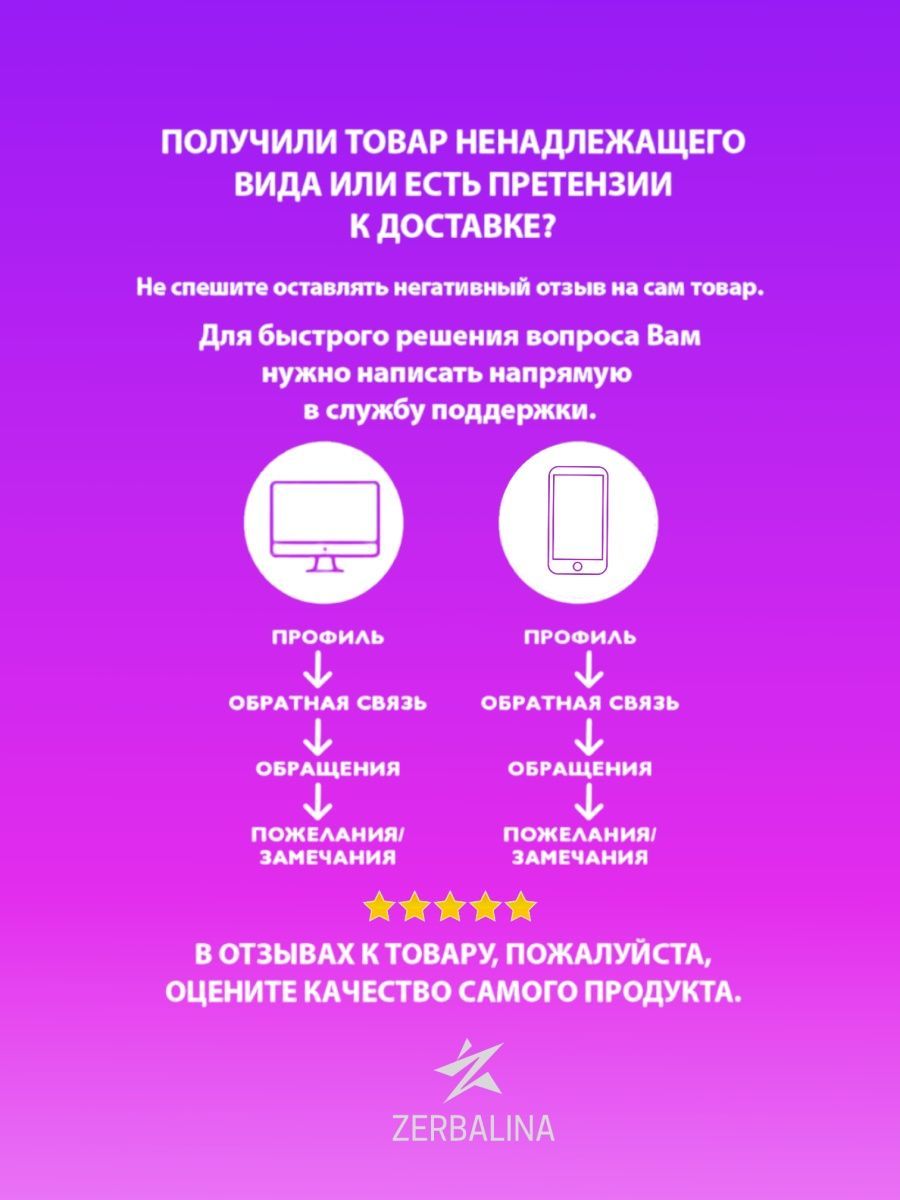 ПОЛУЧИЛИ ТОВАР НЕНАДЛЕЖАЩЕГО
ВИДА ИЛИ ЕСТЬ ПРЕТЕНЗИИ
К ДОСТАВКЕ?
Не спешите оставлять негативный отзыв на сам товар.
Для быстрого решения вопроса Вам
нужно написать напрямую
в службу поддержки.
ПРОФИЛЬ
ОБРАТНАЯ СВЯЗЬ
ОБРАЩЕНИЯ
ПОЖЕЛАНИЯ/
ЗАМЕЧАНИЯ
ПРОФИЛЬ
ОБРАТНАЯ СВЯЗЬ
ОБРАЩЕНИЯ
ПОЖЕЛАНИЯ/
ЗАМЕЧАНИЯ
В ОТЗЫВАХ К ТОВАРУ, ПОЖАЛУЙСТА,
ОЦЕНИТЕ КАЧЕСТВО САМОГО ПРОДУКТА.
ZERBALINA